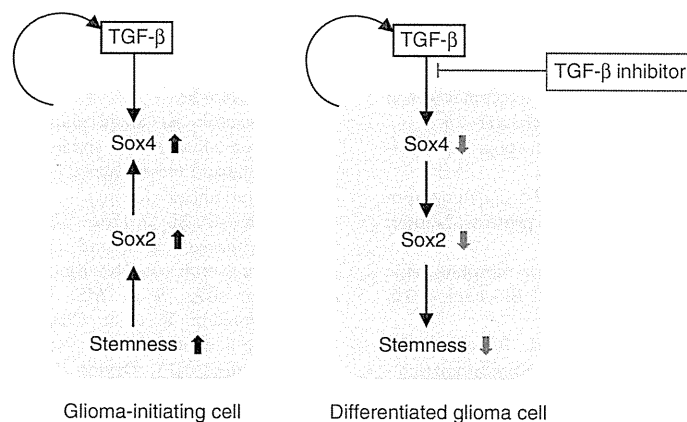 TGF-β
Sox4
Sox2
Stemness
Glioma-initiating cell
TGF-β
TGF-β inhibitor
Sox4
Sox2
Stemness
Differentiated glioma cell